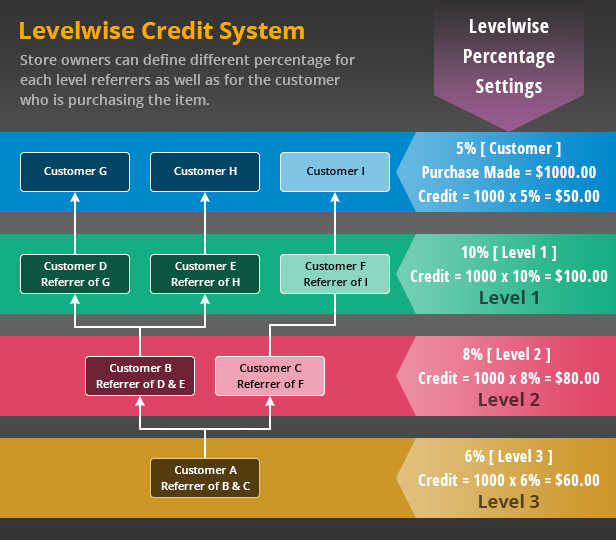 Levelwise Credit System
Store owners can define different percentage for
each level referrers as well as for the customer
who is purchasing the item.
Levelwise
Percentage
Settings
Customer G
Customer H
Customer I
5% [ Customer ]
Purchase Made = $1000.00
Credit = 1000 x 5% = $50.00
Customer D
Referrer of G
Customer E
Referrer of H
Customer F
Referrer of I
10% [ Level 1 ]
Credit = 1000 x 10% = $100.00
Level 1
Customer B
Referrer of D & E
Customer C
Referrer of F
8% [ Level 2 ]
Credit = 1000 x 8% = $80.00
Level 2
Customer A
Referrer of B & C
6% [ Level 3 ]
Credit = 1000 x 6% = $60.00
Level 3